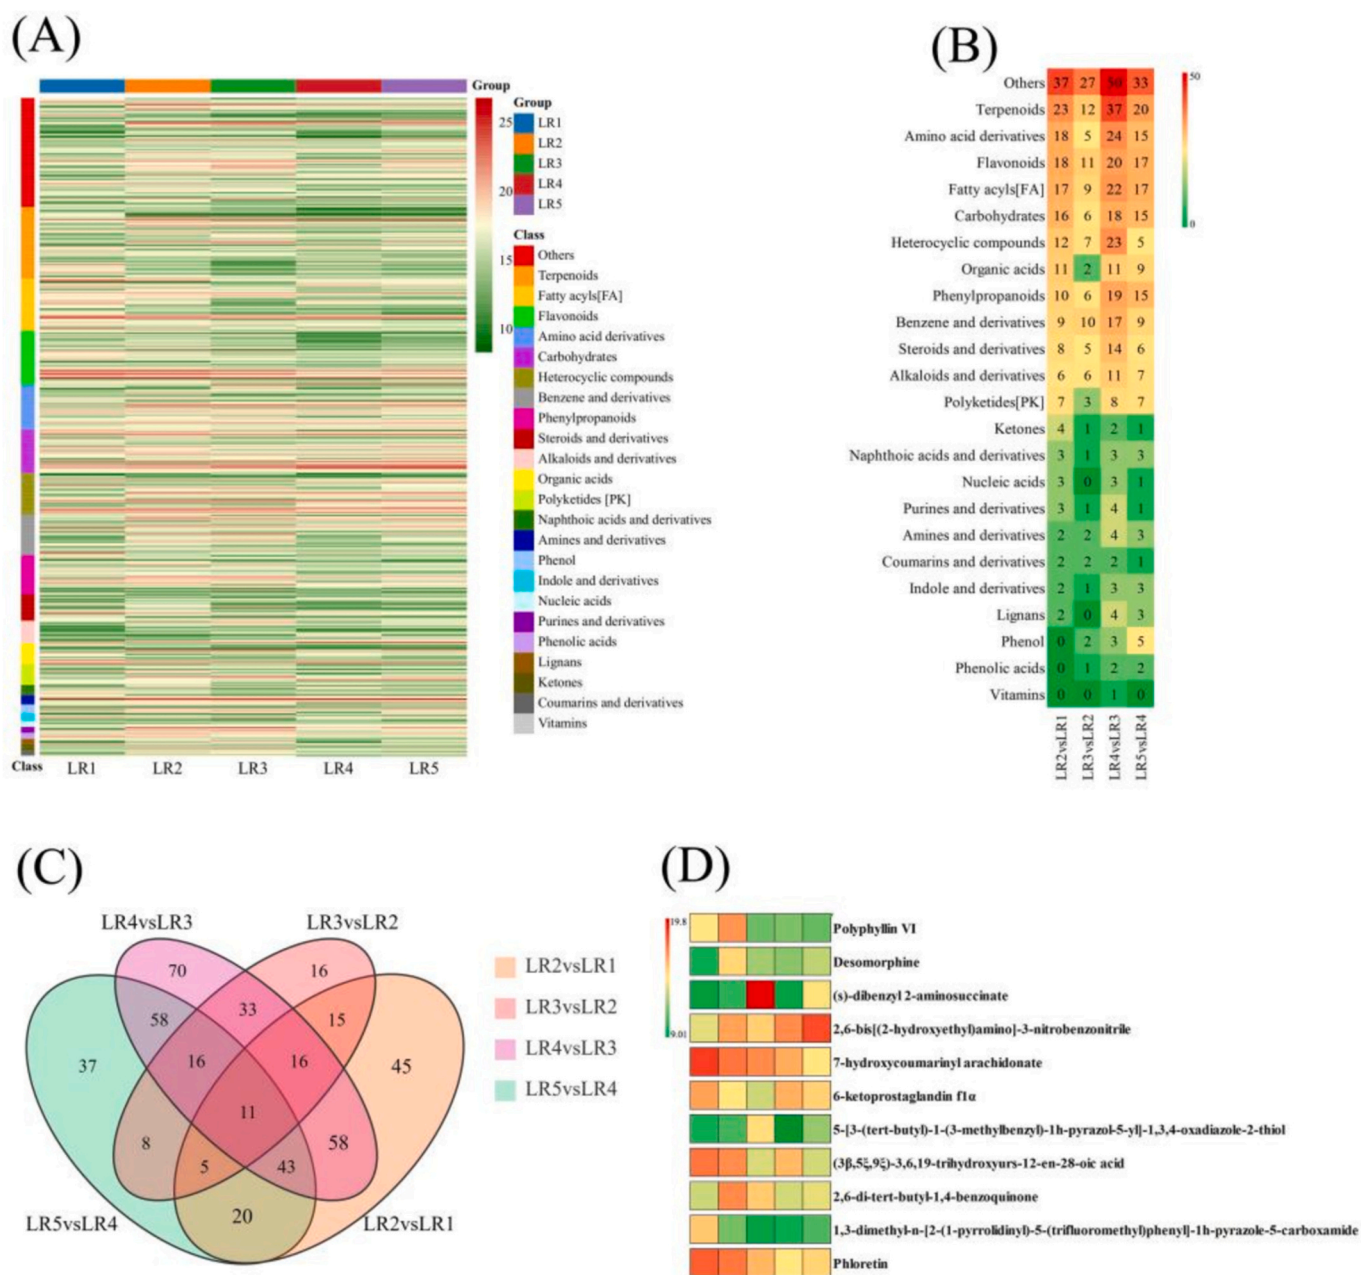 (A)
Group
25
20
15
10
Group
LR1
LR2
LR3
LR4
LR5
Class
Others
Terpenoids
Fatty acyls[FA]
Flavonoids
Amino acid derivatives
Carbohydrates
Heterocyclic compounds
Benzene and derivatives
Phenylpropanoids
Steroids and derivatives
Alkaloids and derivatives
Organic acids
Polyketides [PK]
Naphthoic acids and derivatives
Amines and derivatives
Phenol
Indole and derivatives
Nucleic acids
Purines and derivatives
Phenolic acids
Lignans
Ketones
Coumarins and derivatives
Vitamins
Class LR1 LR2 LR3 LR4 LR5
(B)
Others 37 27 50 33
Terpenoids 23 12 37 20
Amino acid derivatives 18 5 24 15
Flavonoids 18 11 20 17
Fatty acyls[FA] 17 9 22 17
Carbohydrates 16 6 18 15
Heterocyclic compounds 12 7 23 5
Organic acids 11 2 11 9
Phenylpropanoids 10 6 19 15
Benzene and derivatives 9 10 17 9
Steroids and derivatives 8 5 14 6
Alkaloids and derivatives 6 6 11 7
Polyketides[PK] 7 3 8 7
Ketones 4 1 2 1
Naphthoic acids and derivatives 3 1 3 3
Nucleic acids 3 0 3 1
Purines and derivatives 3 1 4 1
Amines and derivatives 2 2 4 3
Coumarins and derivatives 2 2 2 1
Indole and derivatives 2 1 3 3
Lignans 2 0 4 3
Phenol 0 2 3 5
Phenolic acids 0 1 2 2
Vitamins 0 0 1 0
LR2vsLR1 LR3vsLR2 LR4vsLR3 LR5vsLR4
50
0
(C)
LR4vsLR3 LR3vsLR2
70 16
58 33 15
37 16 16 45
11
8 5 43 58
20
LR5vsLR4 LR2vsLR1
LR2vsLR1
LR3vsLR2
LR4vsLR3
LR5vsLR4
(D)
19.8
9.01
Polyphyllin VI
Desomorphine
(s)-dibenzyl 2-aminosuccinate
2,6-bis[(2-hydroxyethyl)amino]-3-nitrobenzonitrile
7-hydroxycoumarinyl arachidonate
6-ketoprostaglandin f1α
5-[3-(tert-butyl)-1-(3-methylbenzyl)-1h-pyrazol-5-yl]-1,3,4-oxadiazole-2-thiol
(3β,5ξ,9ξ)-3,6,19-trihydroxyurs-12-en-28-oic acid
2,6-di-tert-butyl-1,4-benzoquinone
1,3-dimethyl-n-[2-(1-pyrrolidinyl)-5-(trifluoromethyl)phenyl]-1h-pyrazole-5-carboxamide
Phloretin